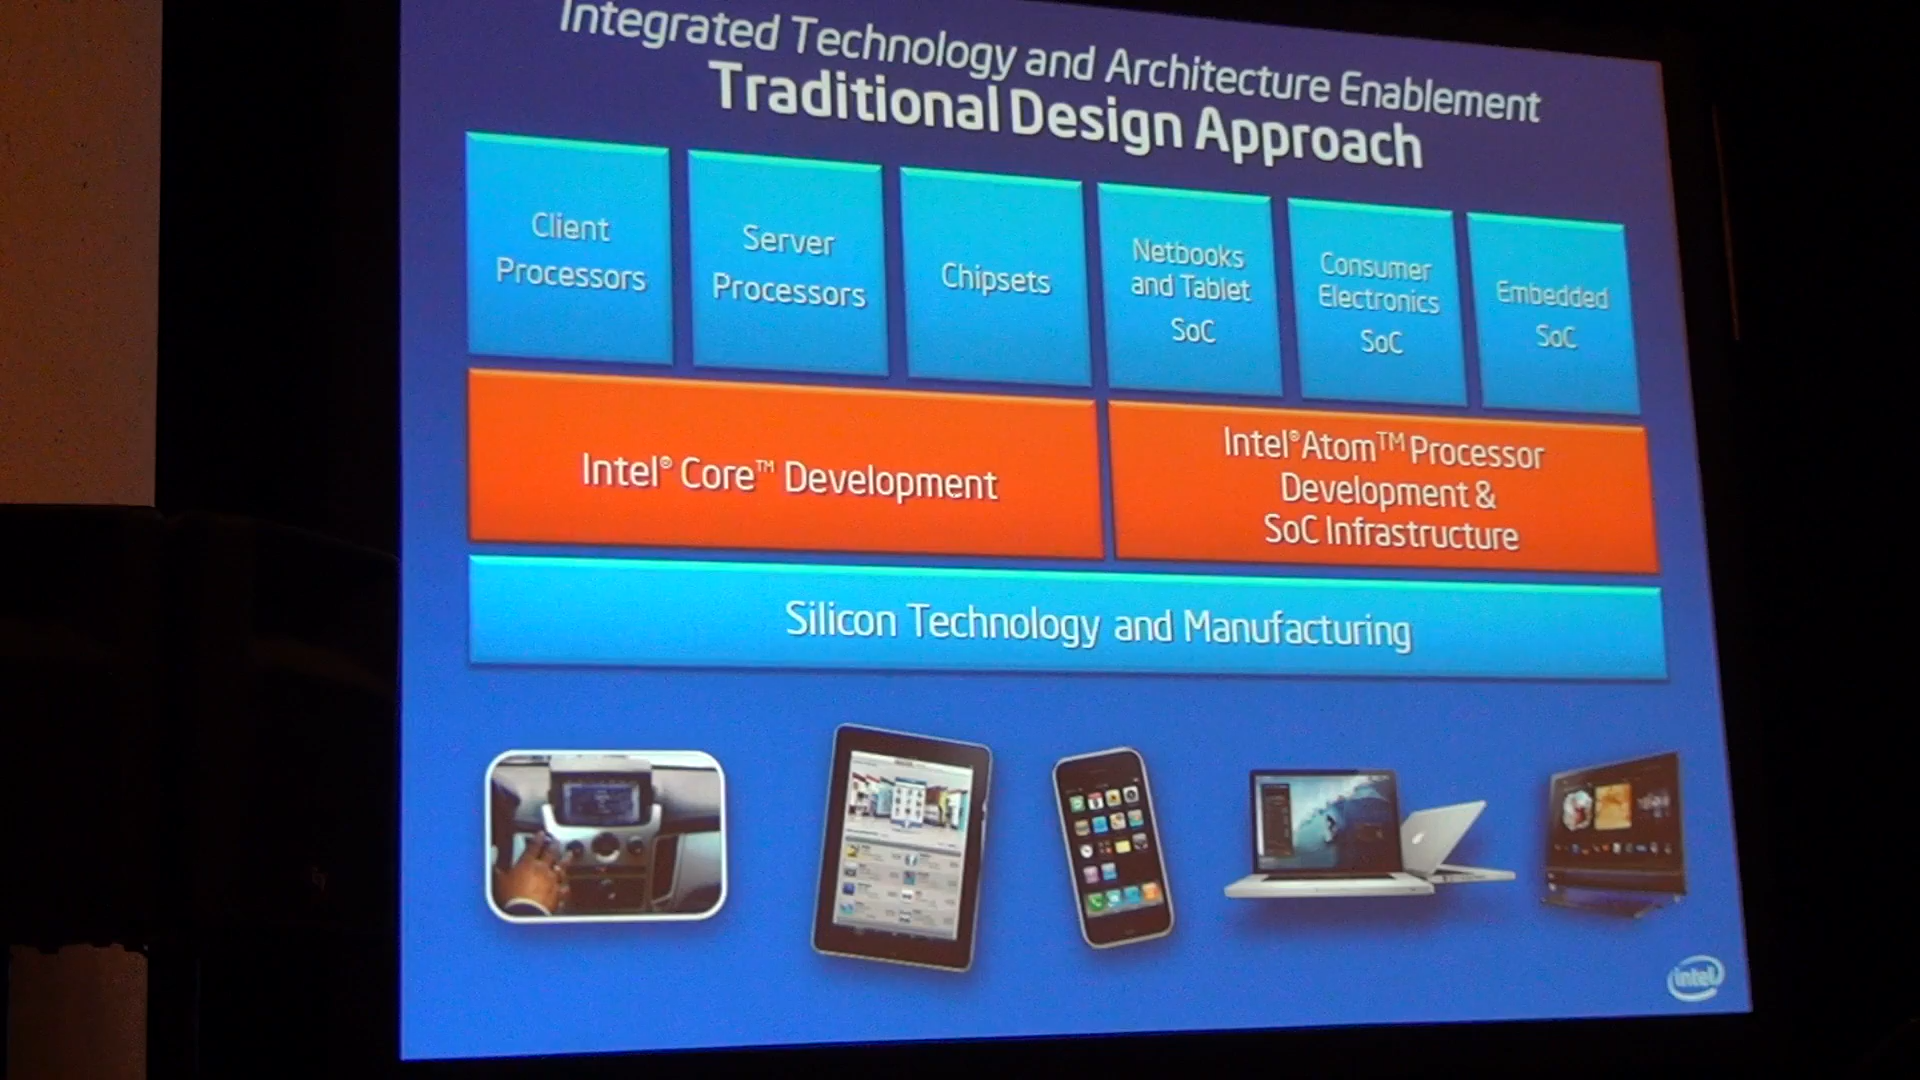 Integrated Technology and Architecture Enablement
Traditional Design Approach
Client
Processors
Server
Processors
Chipsets
Netbooks
and Tablet
SoC
Consumer
Electronics
SoC
Embedded
SoC
Intel® Core™ Development
Intel® Atom™ Processor
Development &
SoC Infrastructure
Silicon Technology and Manufacturing
intel